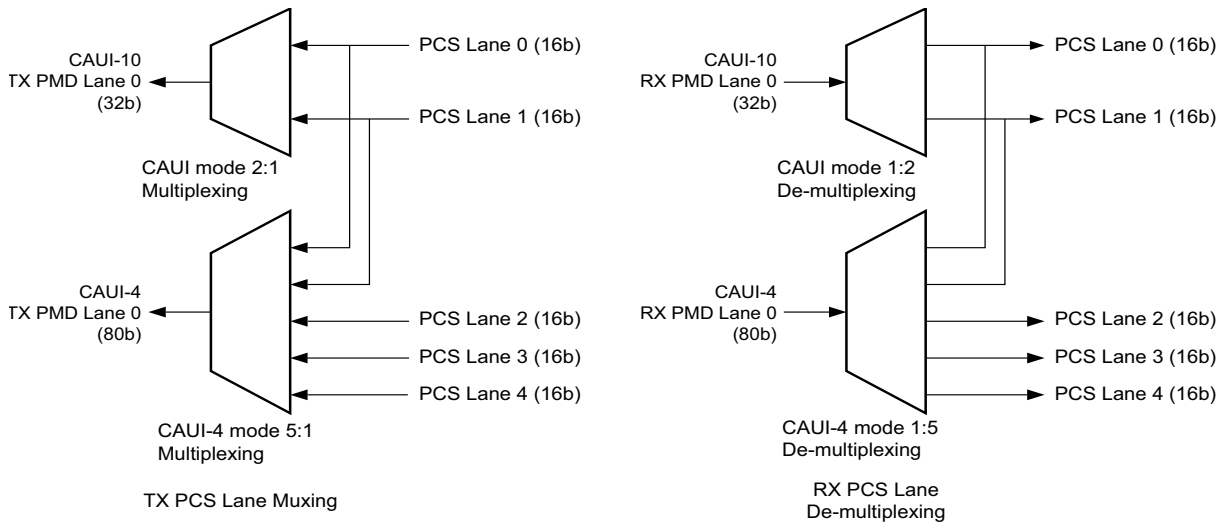 CAUI-10
TX PMD Lane 0
(32b)
PCS Lane 0 (16b)
PCS Lane 1 (16b)
CAUI mode 2:1
Multiplexing
CAUI-4
TX PMD Lane 0
(80b)
PCS Lane 2 (16b)
PCS Lane 3 (16b)
PCS Lane 4 (16b)
CAUI-4 mode 5:1
Multiplexing
TX PCS Lane Muxing
CAUI-10
RX PMD Lane 0
(32b)
PCS Lane 0 (16b)
PCS Lane 1 (16b)
CAUI mode 1:2
De-multiplexing
CAUI-4
RX PMD Lane 0
(80b)
PCS Lane 2 (16b)
PCS Lane 3 (16b)
PCS Lane 4 (16b)
CAUI-4 mode 1:5
De-multiplexing
RX PCS Lane
De-multiplexing